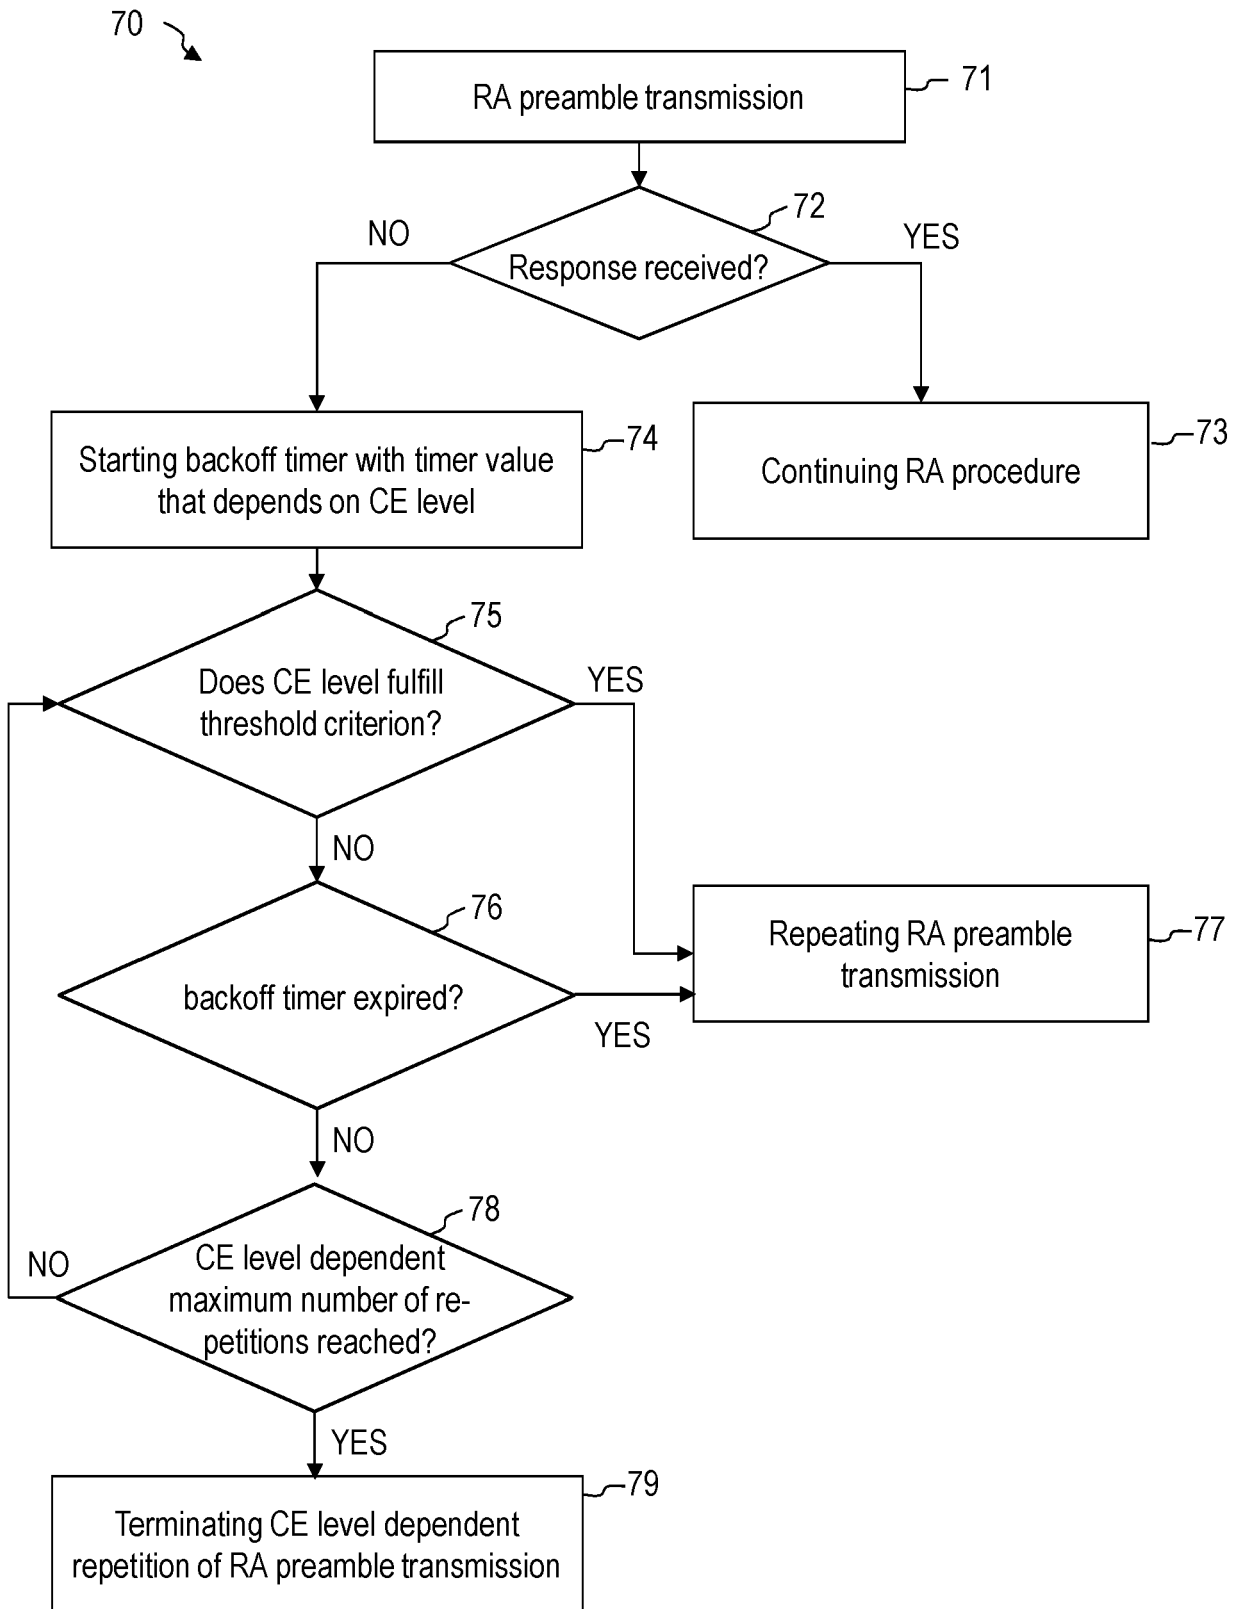 70
RA preamble transmission
71
72
NO
YES
Response received?
74
73
Starting backoff timer with timer value
that depends on CE level
Continuing RA procedure
75
Does CE level fulfill
threshold criterion?
YES
NO
76
backoff timer expired?
YES
Repeating RA preamble
transmission
77
NO
78
CE level dependent
maximum number of re-
petitions reached?
NO
YES
79
Terminating CE level dependent
repetition of RA preamble transmission